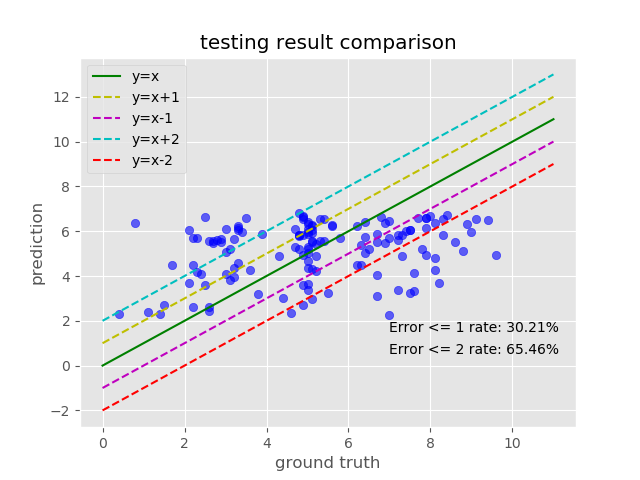 testing result comparison
y=x
y=x+1
y=x-1
y=x+2
y=x-2
12
10
8
6
4
2
0
−2
prediction
Error <= 1 rate: 30.21%
Error <= 2 rate: 65.46%
0 2 4 6 8 10
ground truth